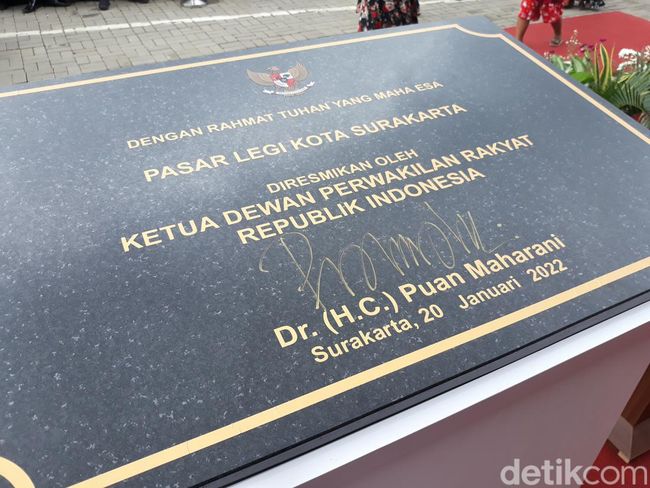 DENGAN RAHMAT TUHAN YANG MAHA ESA
PASAR LEGI KOTA SURAKARTA
DIRESMIKAN OLEH
KETUA DEWAN PERWAKILAN RAKYAT
REPUBLIK INDONESIA
Dr. (H.C.) Puan Maharani
Surakarta, 20 Januari 2022
detikcom